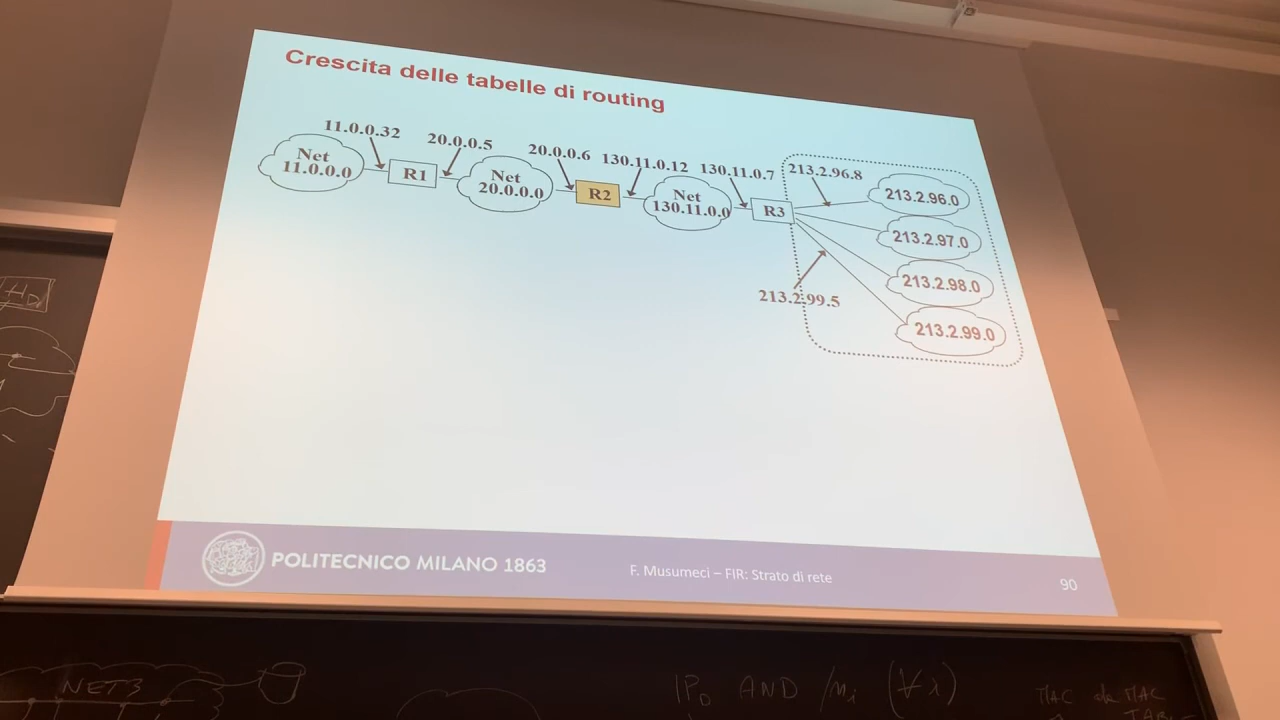 Crescita delle tabelle di routing
11.0.0.32
20.0.0.5
20.0.0.6
130.11.0.12
130.11.0.7
213.2.96.8
Net
11.0.0.0
R1
Net
20.0.0.0
R2
Net
130.11.0.0
R3
213.2.96.0
213.2.97.0
213.2.98.0
213.2.99.0
213.2.99.5
POLITECNICO MILANO 1863
F. Musumeci – FIR: Strato di rete
90
NET3
IP_D AND /n_i (∀i)
MAC da MAC